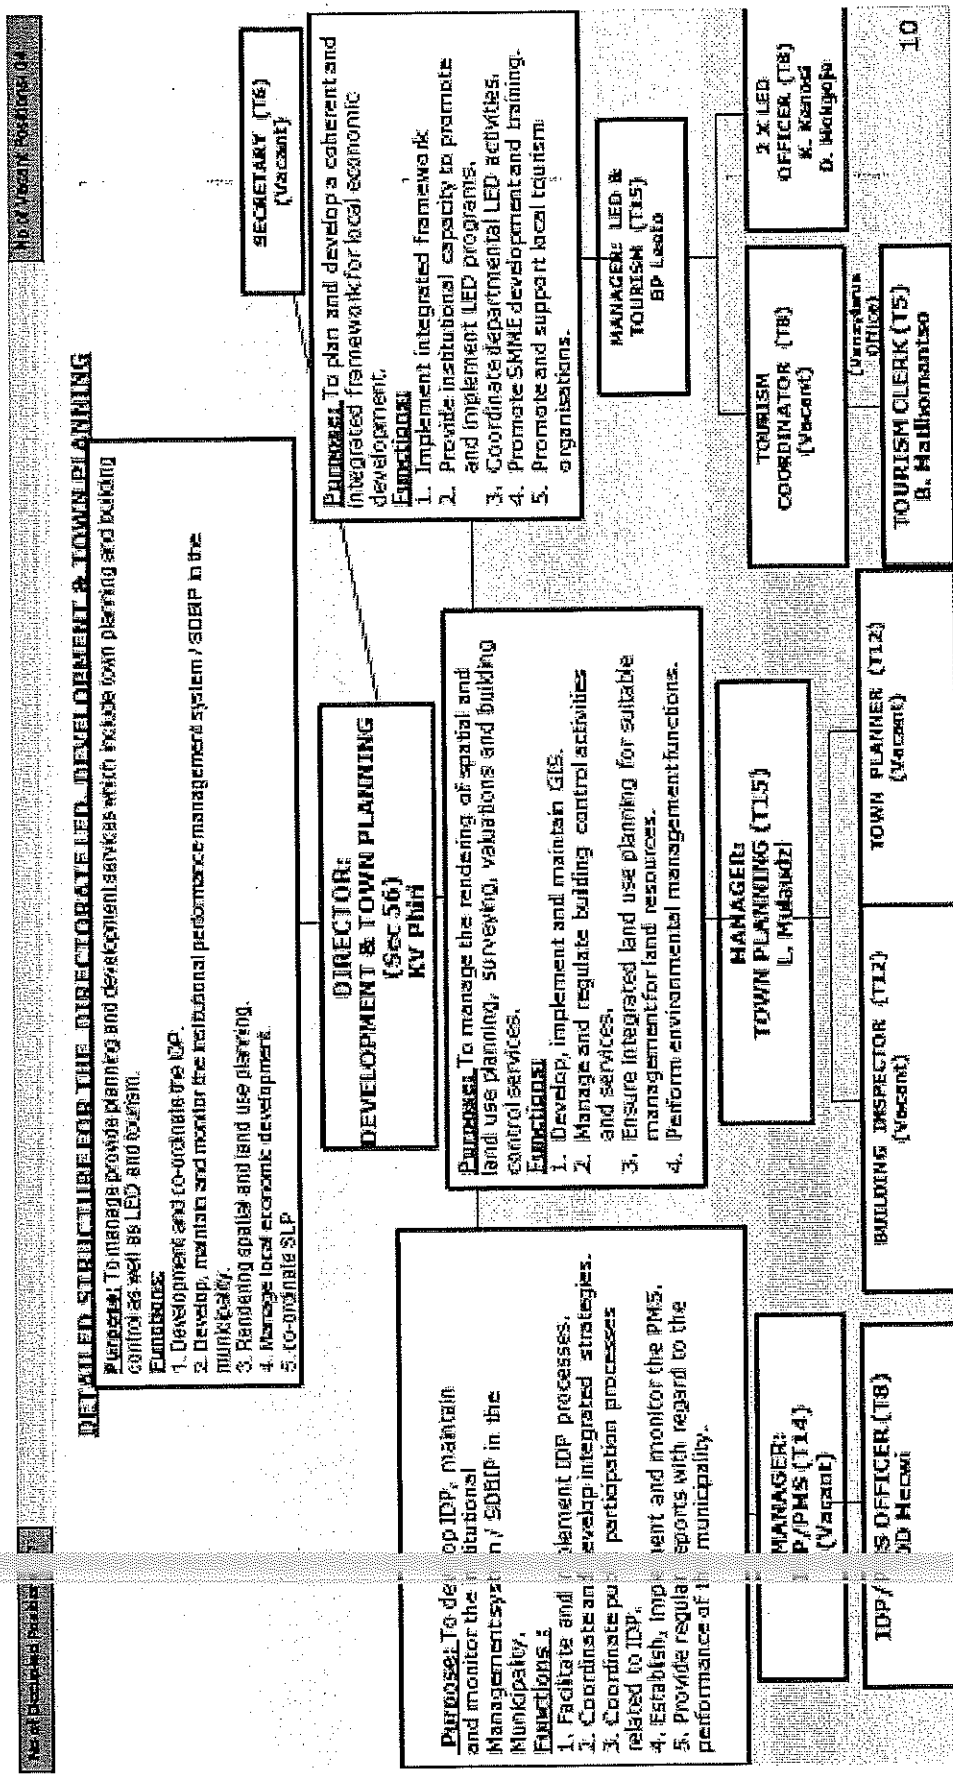 DETAILED STRUCTURE FOR THE DIRECTORATE LED, DEVELOPMENT & TOWN PLANNING
Purpose: To manage provide planning and development services which include town planning and building
control as well as LED and tourism.
Functions:
1. Development and co-ordinate the IDP.
2. Develop, maintain and monitor the institutional performance management system / SDBIP in the
municipality.
3. Rendering spatial and land use planning.
4. Manage local economic development.
5. co-ordinate SLP
DIRECTOR:
DEVELOPMENT & TOWN PLANNING
(Sec 56)
KV Phiri
SECRETARY (T6)
(Vacant)
Purpose: To
op IDP, maintain
and monitor the
itutional
Management
/ SDBIP in the
Municipality.
Functions :
1. Facilitate and
plement IDP processes.
2. Coordinate and
evelop integrated strategies.
3. Coordinate
participation processes
related to IDP.
4. Establish,
ment and monitor the PMS.
5. Provide regular
eports with regard to the
performance of
municipality.
MANAGER:
P/PMS (T14)
(Vacant)
IDP/
S OFFICER (T8)
Purpose: To manage the rendering of spatial and
land use planning, surveying, valuations and building
control services.
Functions:
1. Develop, implement and maintain GIS.
2. Manage and regulate building control activities
and services.
3. Ensure integrated land use planning for suitable
management for land resources.
4. Perform environmental management functions.
MANAGER:
TOWN PLANNING (T15)
L. Mulaudzi
BUILDING INSPECTOR (T12)
(Vacant)
TOWN PLANNER (T12)
(Vacant)
Purpose: To plan and develop a coherent and
integrated framework for local economic
development.
Functions:
1. Implement integrated framework
2. Provide institutional capacity to promote
and implement LED programs.
3. Coordinate departmental LED activities.
4. Promote SMME development and training.
5. Promote and support local tourism
organisations.
MANAGER: LED &
TOURISM (T15)
BP Leato
TOURISM
COORDINATOR (T8)
(Vacant)
2 X LED
OFFICER (T8)
TOURISM CLERK (T5)
10